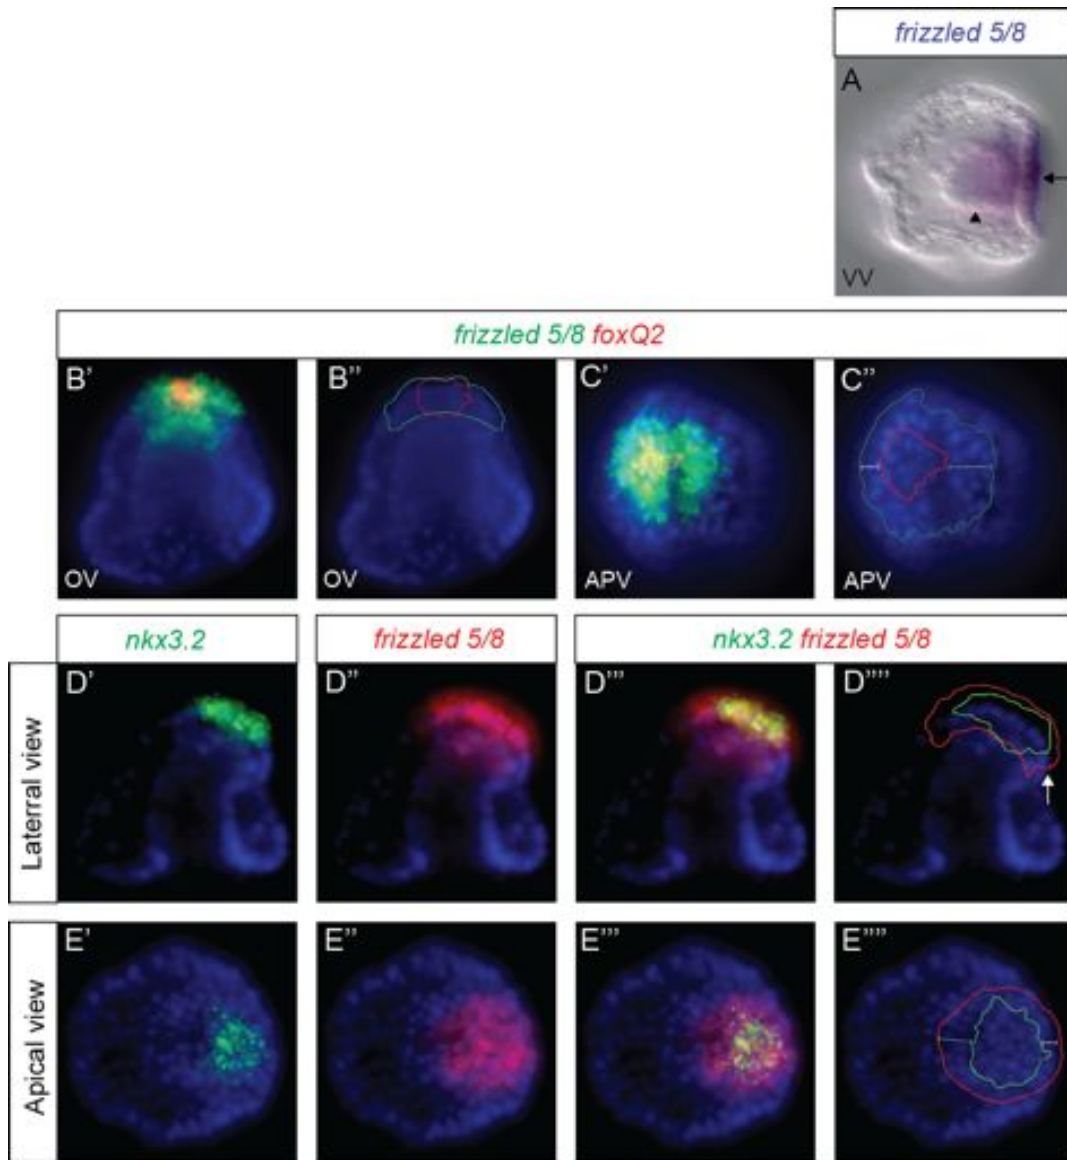 frizzled 5/8
A
VV
frizzled 5/8 foxQ2
B'
B''
C'
C''
OV
OV
APV
APV
nkx3.2
frizzled 5/8
nkx3.2 frizzled 5/8
Laterral view
D'
D''
D'''
D''''
Apical view
E'
E''
E'''
E''''